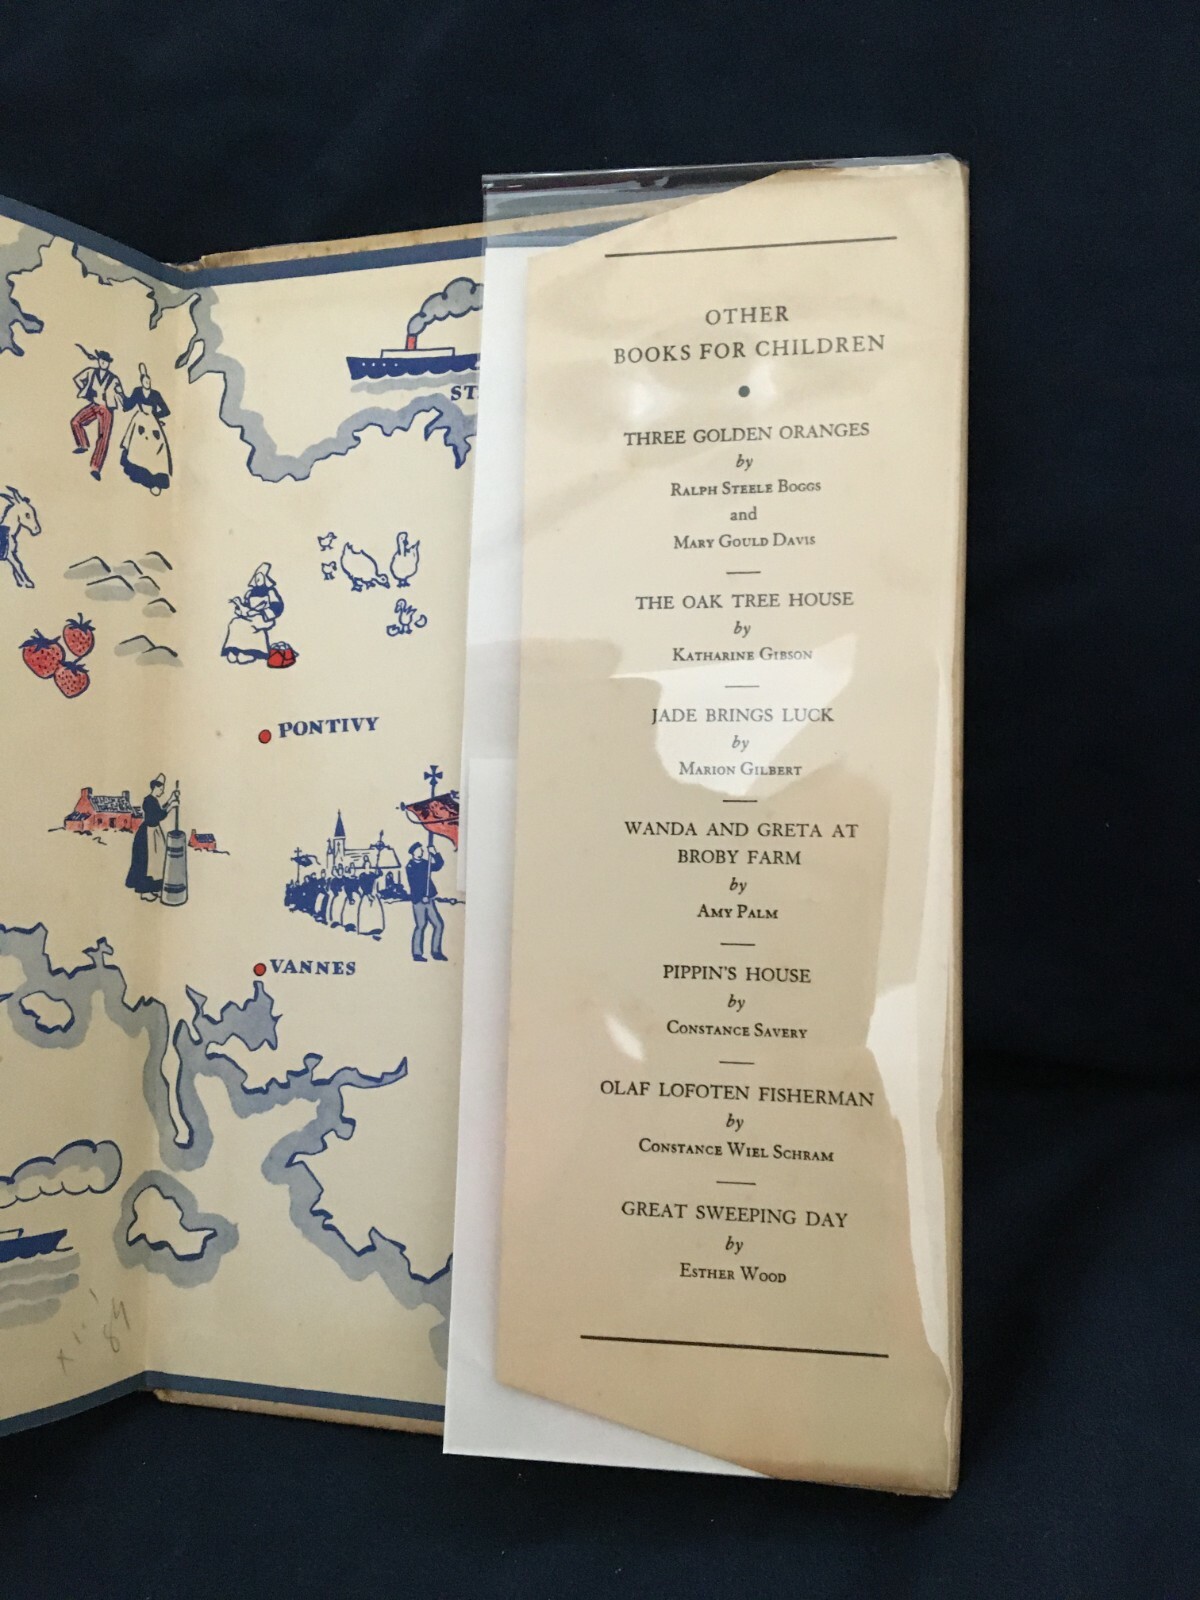 ST
PONTIVY
VANNES
OTHER
BOOKS FOR CHILDREN
THREE GOLDEN ORANGES
by
RALPH STEELE BOGGS
and
MARY GOULD DAVIS
THE OAK TREE HOUSE
by
KATHARINE GIBSON
JADE BRINGS LUCK
by
MARION GILBERT
WANDA AND GRETA AT
BROBY FARM
by
AMY PALM
PIPPIN'S HOUSE
by
CONSTANCE SAVERY
OLAF LOFOTEN FISHERMAN
by
CONSTANCE WIEL SCHRAM
GREAT SWEEPING DAY
by
ESTHER WOOD